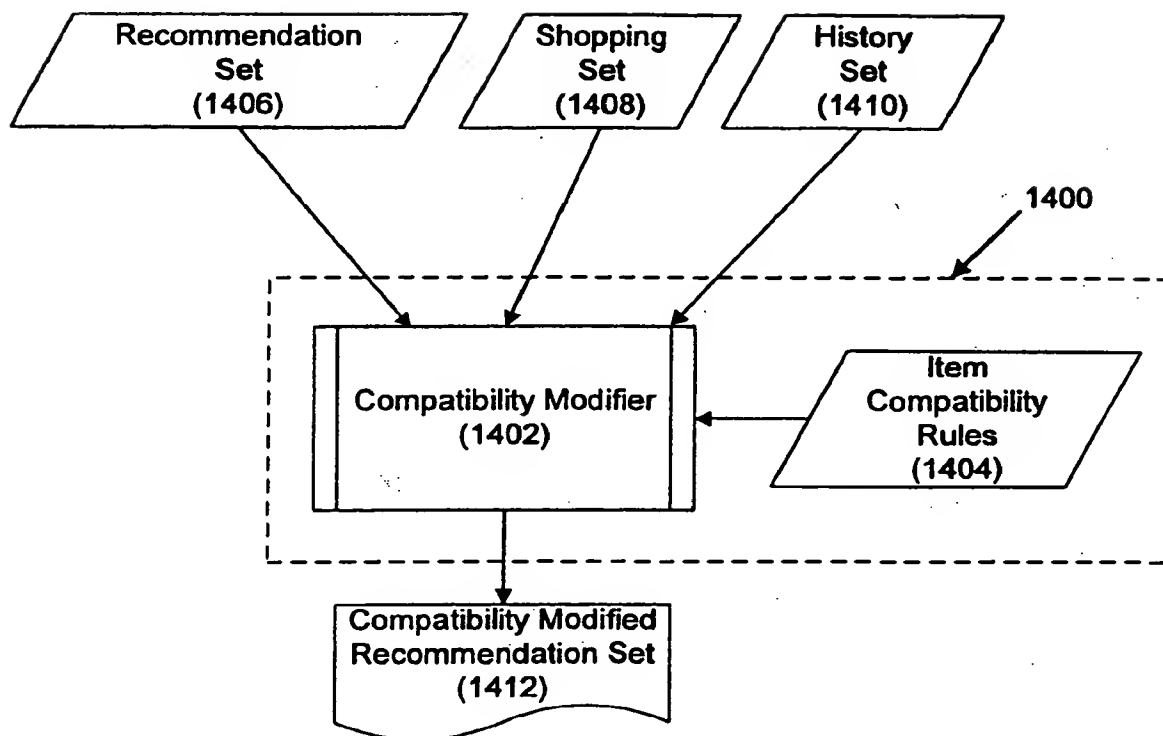 Recommendation
Set
(1406)
Shopping
Set
(1408)
History
Set
(1410)
1400
Compatibility Modifier
(1402)
Item
Compatibility
Rules
(1404)
Compatibility Modified
Recommendation Set
(1412)